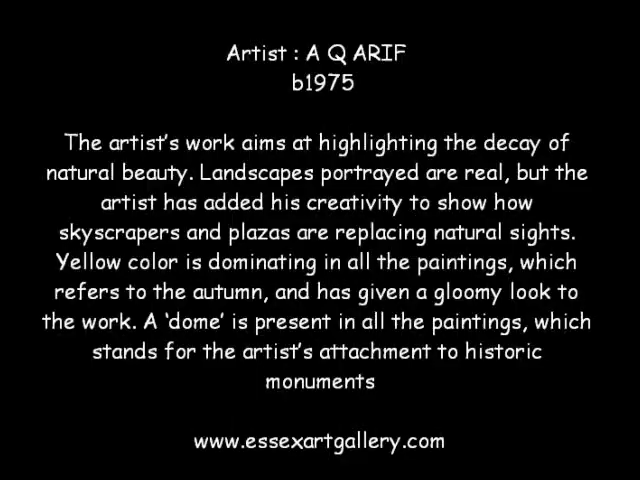 Artist : A Q ARIF
b1975
The artist's work aims at highlighting the decay of
natural beauty. Landscapes portrayed are real, but the
artist has added his creativity to show how
skyscrapers and plazas are replacing natural sights.
Yellow color is dominating in all the paintings, which
refers to the autumn, and has given a gloomy look to
the work. A ‘dome’ is present in all the paintings, which
stands for the artist's attachment to historic
monuments
www.essexartgallery.com